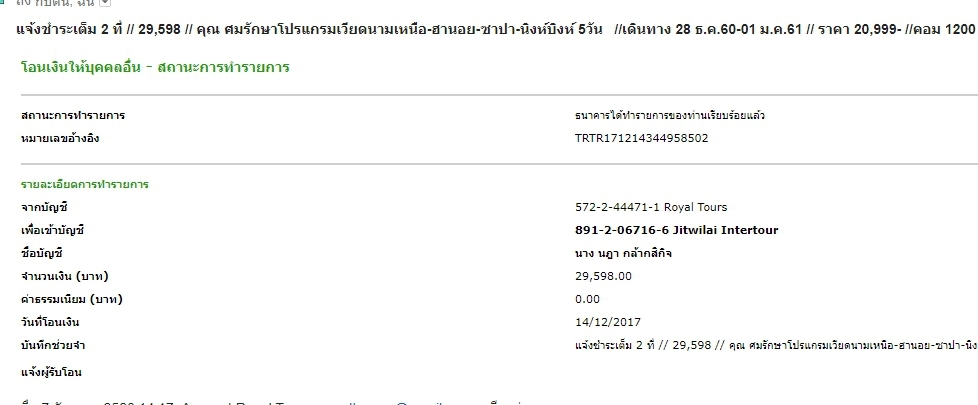 ถึง กัปตัน, ฉัน
แจ้งชำระเต็ม 2 ที่ // 29,598 // คุณ ศมรักษาโปรแกรมเวียดนามเหนือ-ฮานอย-ซาปา-นิงห์บิงห์ 5วัน //เดินทาง 28 ธ.ค.60-01 ม.ค.61 // ราคา 20,999- //คอม 1200
โอนเงินให้บุคคลอื่น - สถานะการทำรายการ
สถานะการทำรายการ ธนาคารได้ทำรายการของท่านเรียบร้อยแล้ว
หมายเลขอ้างอิง TRTR171214344958502
รายละเอียดการทำรายการ
จากบัญชี 572-2-44471-1 Royal Tours
เพื่อเข้าบัญชี 891-2-06716-6 Jitwilai Intertour
ชื่อบัญชี นาง นฎา กล้ากสิกิจ
จำนวนเงิน (บาท) 29,598.00
ค่าธรรมเนียม (บาท) 0.00
วันที่โอนเงิน 14/12/2017
บันทึกช่วยจำ แจ้งชำระเต็ม 2 ที่ // 29,598 // คุณ ศมรักษาโปรแกรมเวียดนามเหนือ-ฮานอย-ซาปา-นิง
แจ้งผู้รับโอน